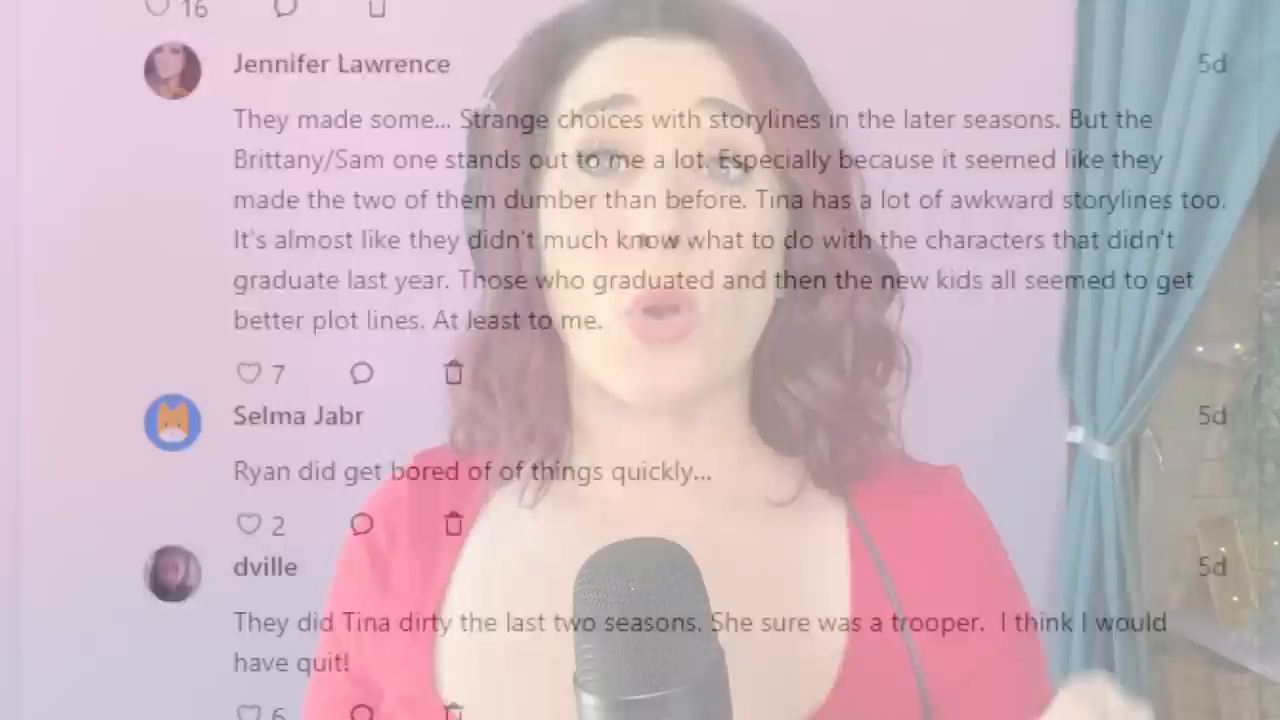 16
Jennifer Lawrence 5d
They made some... Strange choices with storylines in the later seasons. But the
Brittany/Sam one stands out to me a lot. Especially because it seemed like they
made the two of them dumber than before. Tina has a lot of awkward storylines too.
It's almost like they didn't much know what to do with the characters that didn't
graduate last year. Those who graduated and then the new kids all seemed to get
better plot lines. At least to me.
7
Selma Jabr 5d
Ryan did get bored of of things quickly...
2
dville 5d
They did Tina dirty the last two seasons. She sure was a trooper. I think I would
have quit!
6